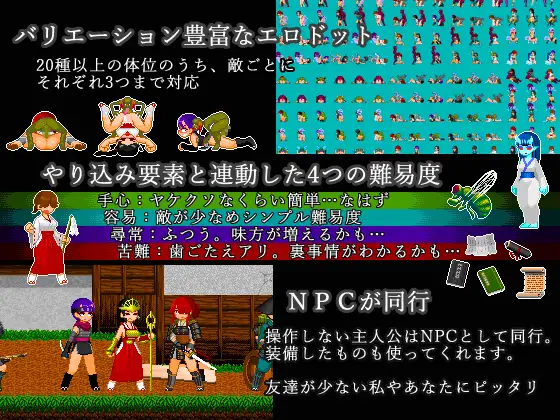 バリエーション豊富なエロドット
20種以上の体位のうち、敵ごとに
それぞれ3つまで対応
やり込み要素と連動した4つの難易度
手心：ヤケクソなくらい簡単…なはず
容易：敵が少なめシンプル難易度
尋常：ふつう。味方が増えるかも…
苦難：歯ごたえアリ。裏事情がわかるかも…
NPCが同行
操作しない主人公はNPCとして同行。
装備したものも使ってくれます。
友達が少ない私やあなたにピッタリ